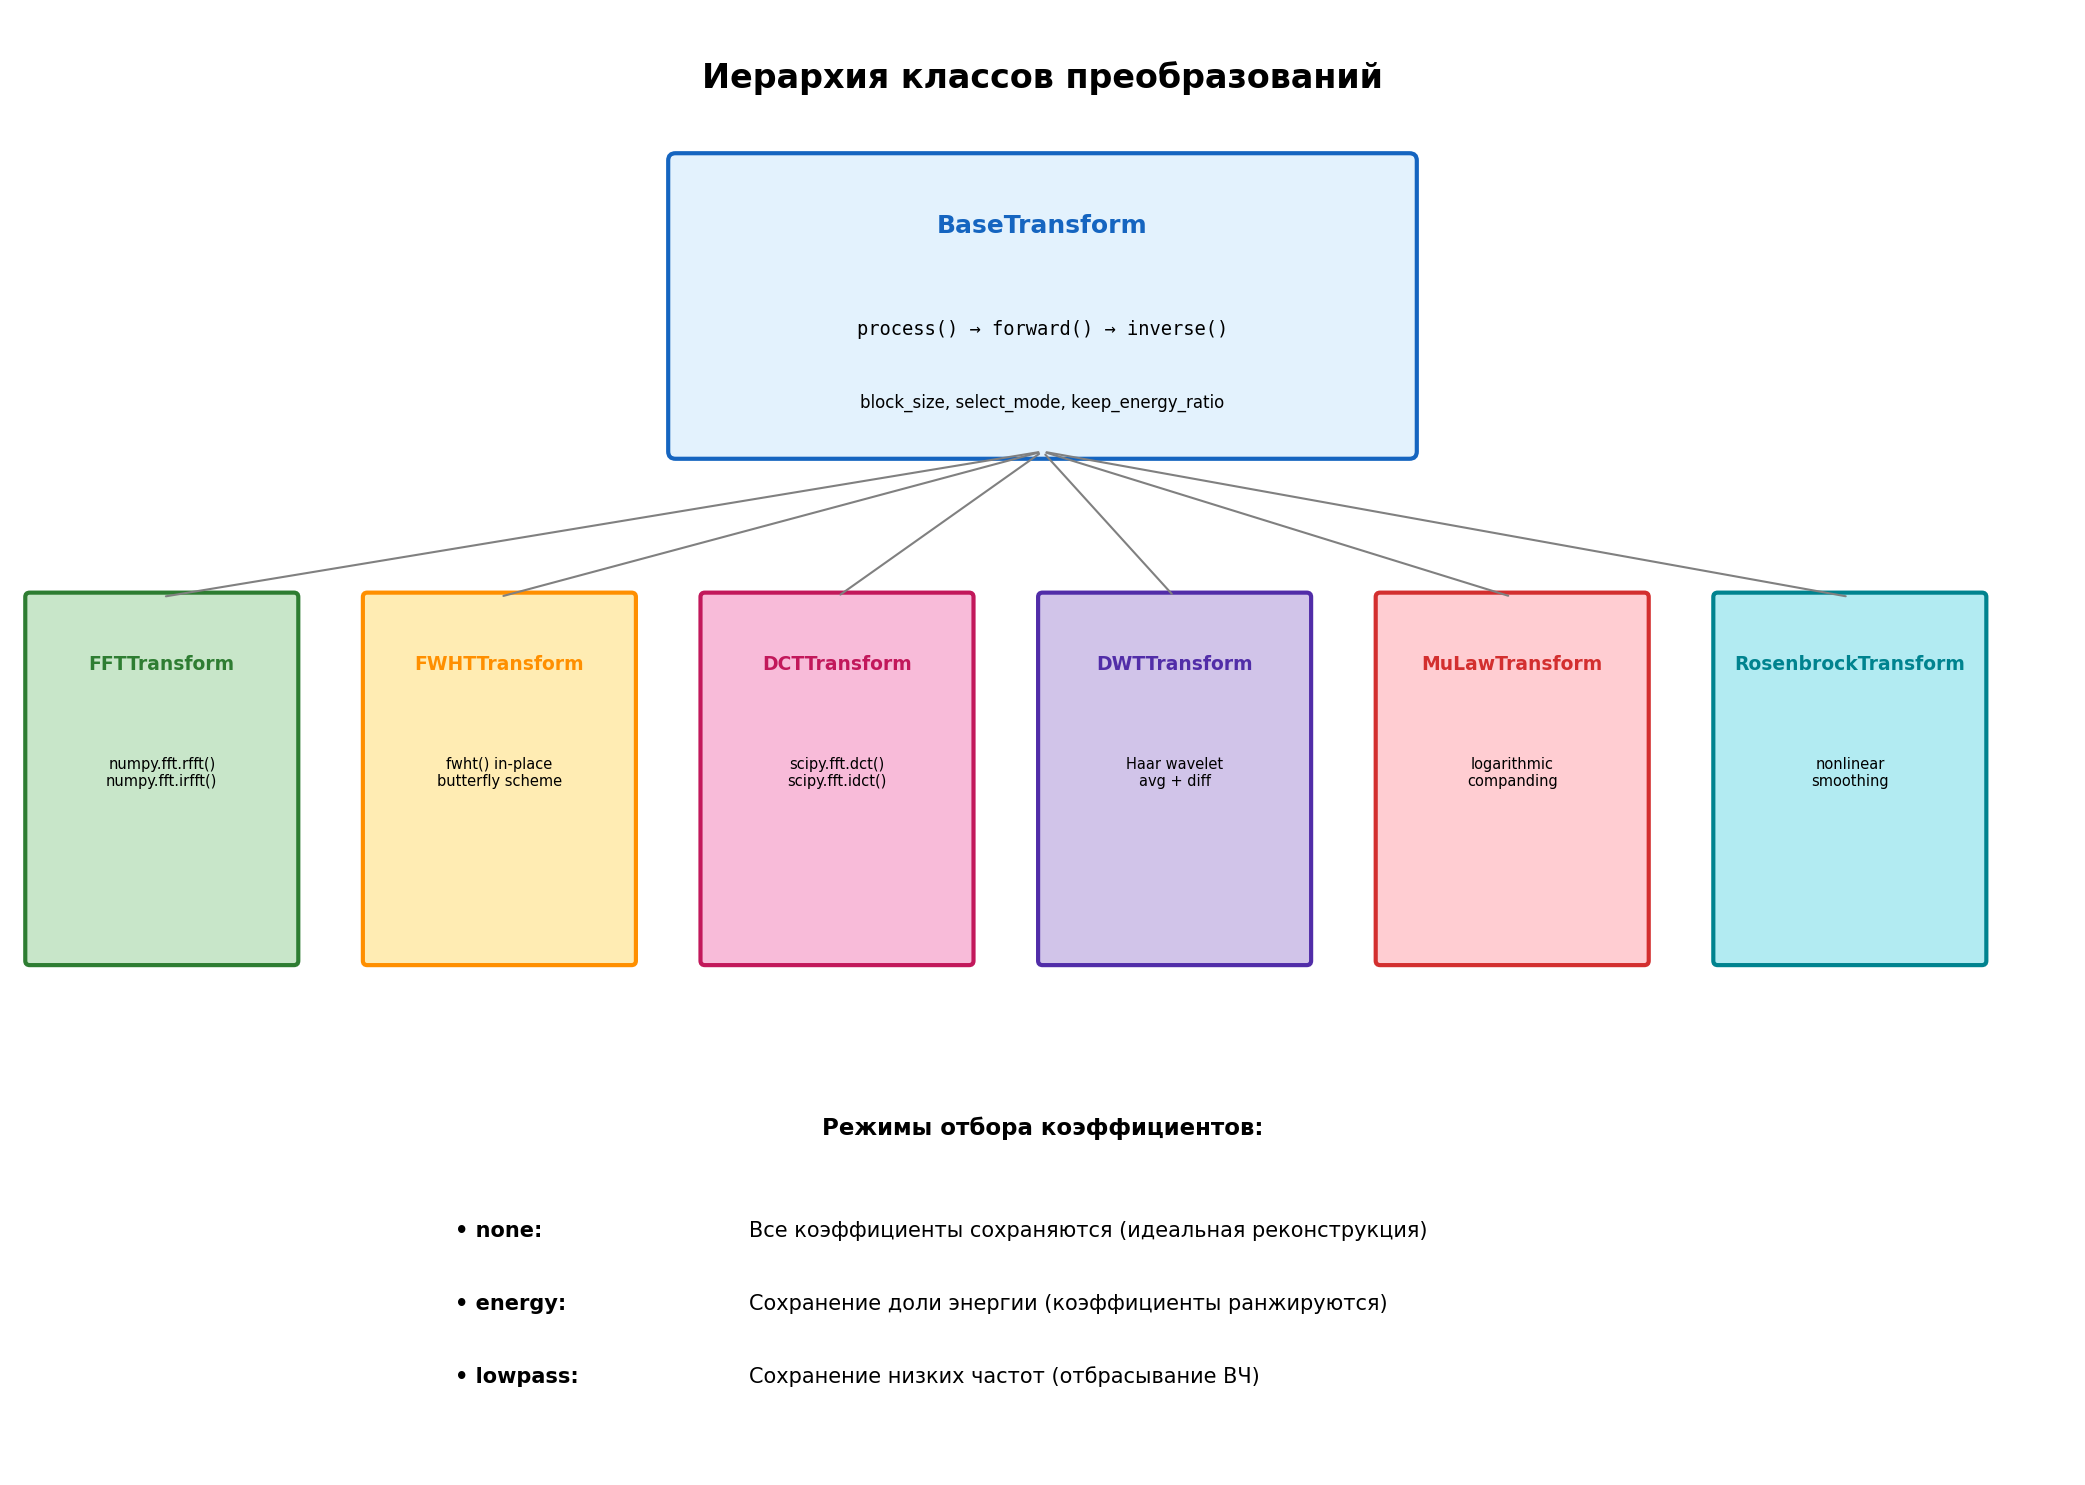 Иерархия классов преобразований
BaseTransform
process() → forward() → inverse()
block_size, select_mode, keep_energy_ratio
FFTTransform
numpy.fft.rfft()
numpy.fft.irfft()
FWHTTransform
fwht() in-place
butterfly scheme
DCTTransform
scipy.fft.dct()
scipy.fft.idct()
DWTTransform
Haar wavelet
avg + diff
MuLawTransform
logarithmic
companding
RosenbrockTransform
nonlinear
smoothing
Режимы отбора коэффициентов:
• none: Все коэффициенты сохраняются (идеальная реконструкция)
• energy: Сохранение доли энергии (коэффициенты ранжируются)
• lowpass: Сохранение низких частот (отбрасывание ВЧ)